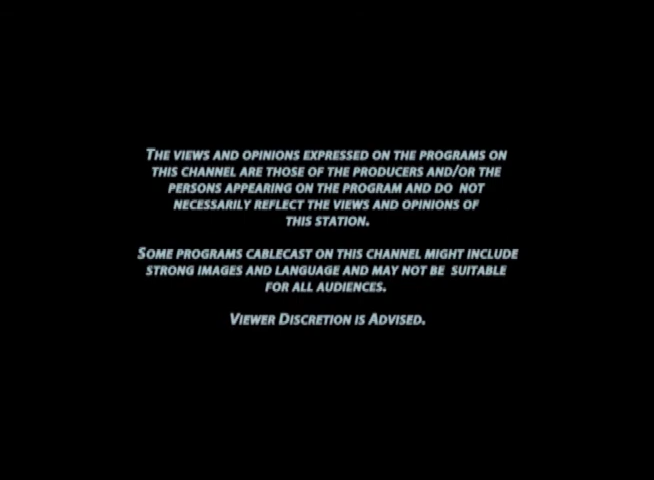 The views and opinions expressed on the programs on
this channel are those of the producers and/or the
persons appearing on the program and do not
necessarily reflect the views and opinions of
this station.
Some programs cablecast on this channel might include
strong images and language and may not be suitable
for all audiences.
Viewer Discretion is Advised.